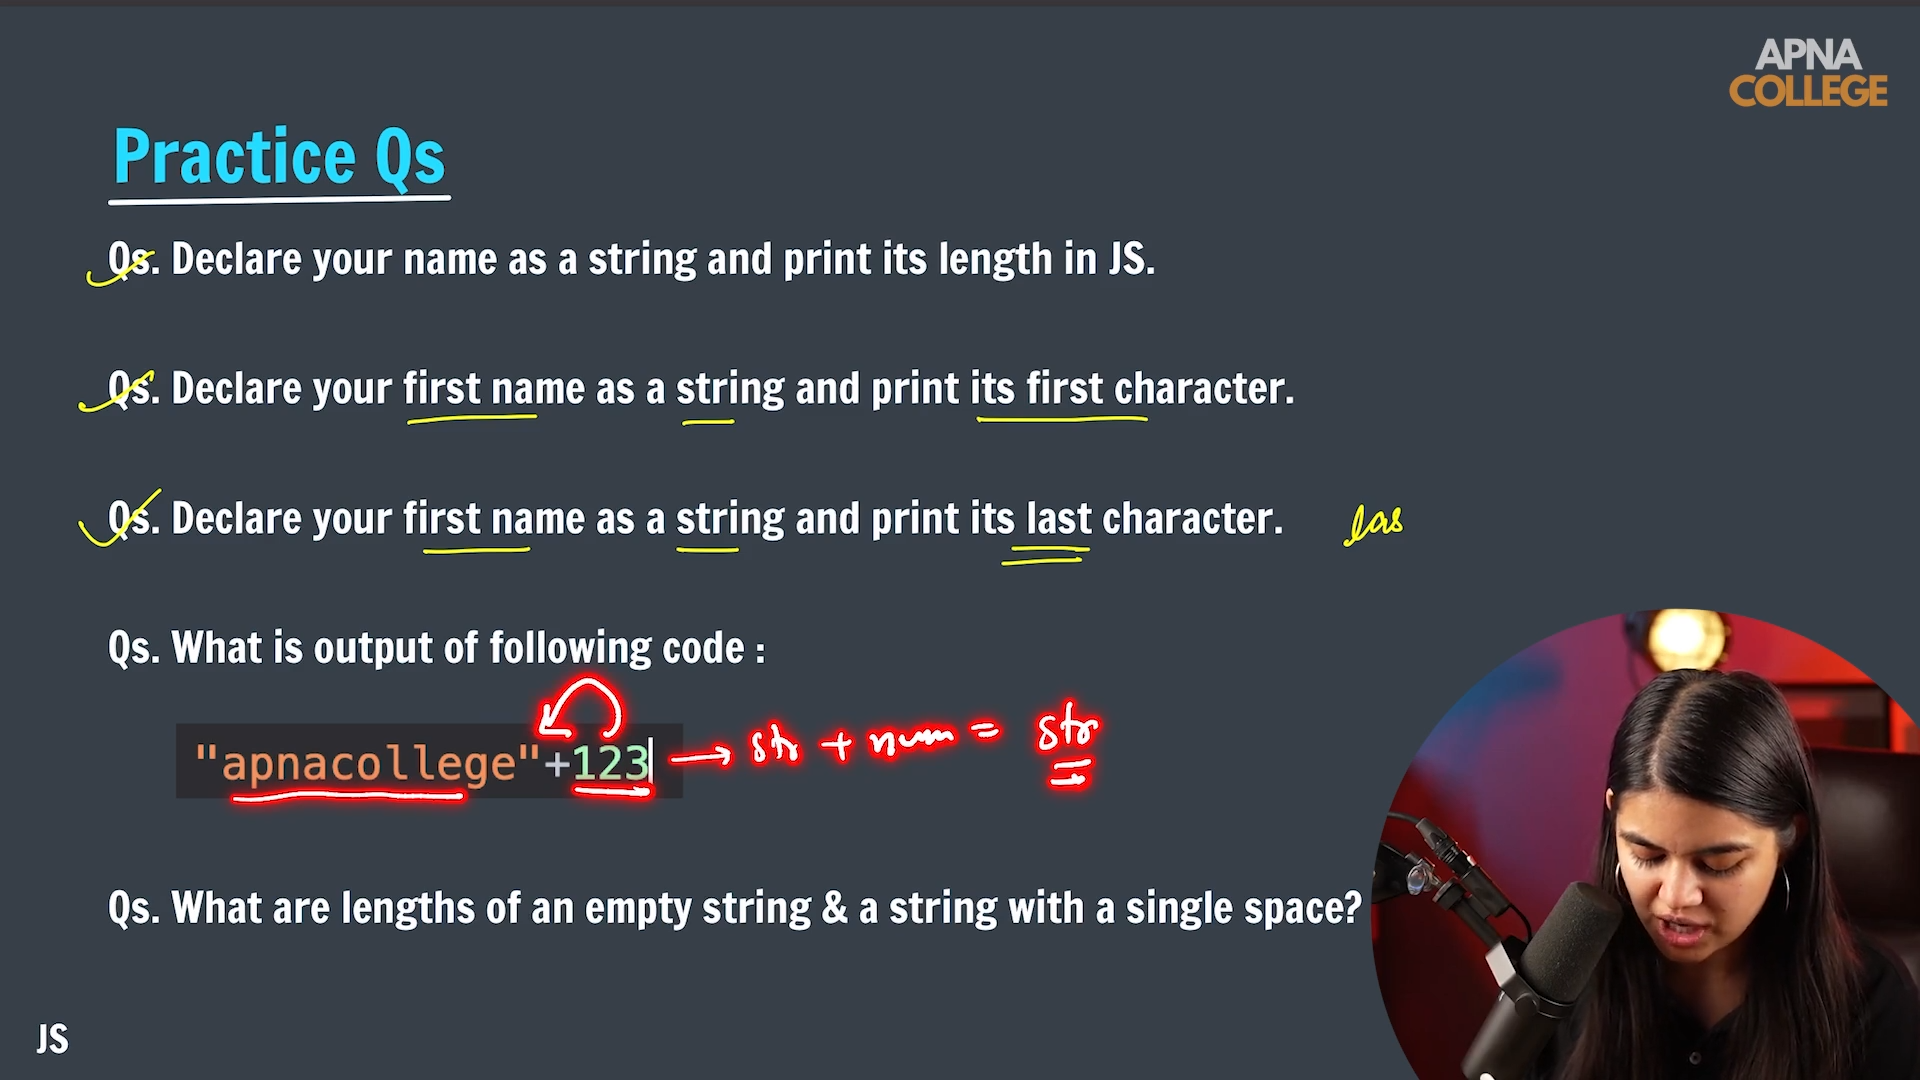 APNA
COLLEGE
Practice Qs
Qs. Declare your name as a string and print its length in JS.
Qs. Declare your first name as a string and print its first character.
Qs. Declare your first name as a string and print its last character. las
Qs. What is output of following code :
"apnacollege"+123 → str + num = str
Qs. What are lengths of an empty string & a string with a single space?
JS